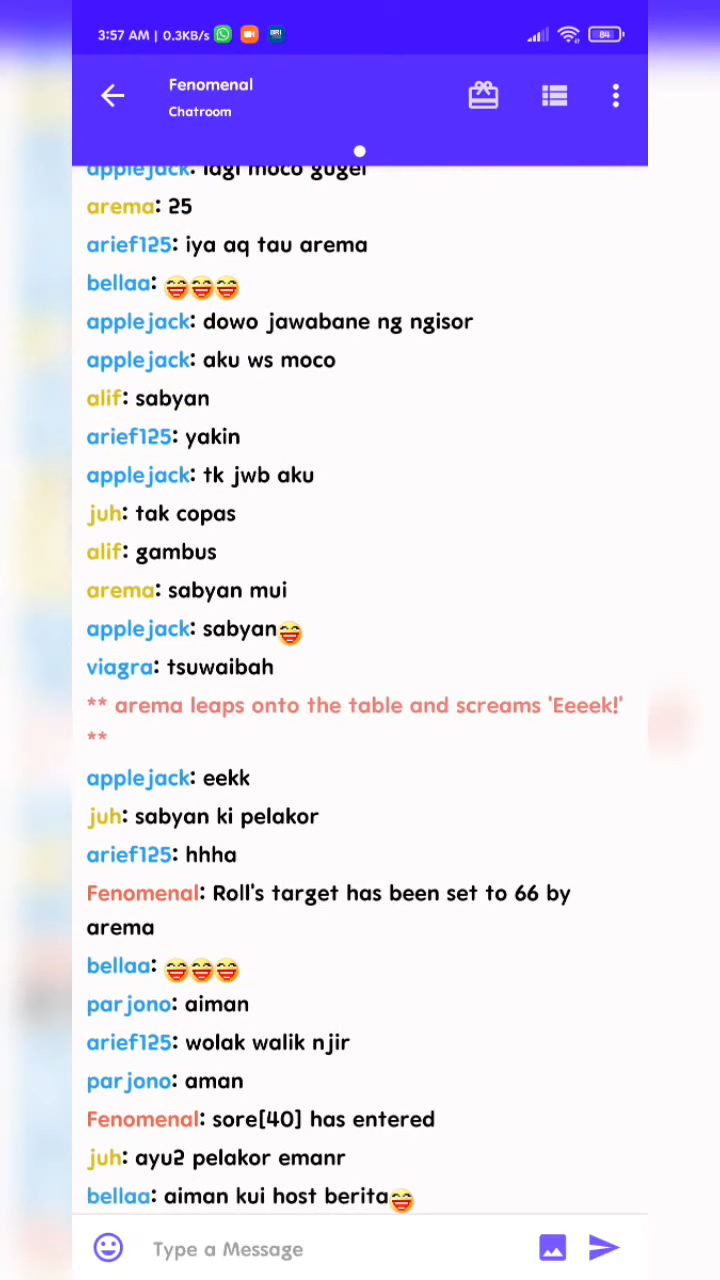 3:57 AM | 0.3KB/s
84
Fenomenal
Chatroom
applejack: lagi moco gugel
arema: 25
arief125: iya aq tau arema
bellaa: 😄😄😄
applejack: dowo jawabane ng ngisor
applejack: aku ws moco
alif: sabyan
arief125: yakin
applejack: tk jwb aku
juh: tak copas
alif: gambus
arema: sabyan mui
applejack: sabyan😄
viagra: tsuwaibah
** arema leaps onto the table and screams 'Eeeek!'
**
applejack: eekk
juh: sabyan ki pelakor
arief125: hhha
Fenomenal: Roll's target has been set to 66 by
arema
bellaa: 😄😄😄
parjono: aiman
arief125: wolak walik njir
parjono: aman
Fenomenal: sore[40] has entered
juh: ayu2 pelakor emanr
bellaa: aiman kui host berita😄
Type a Message